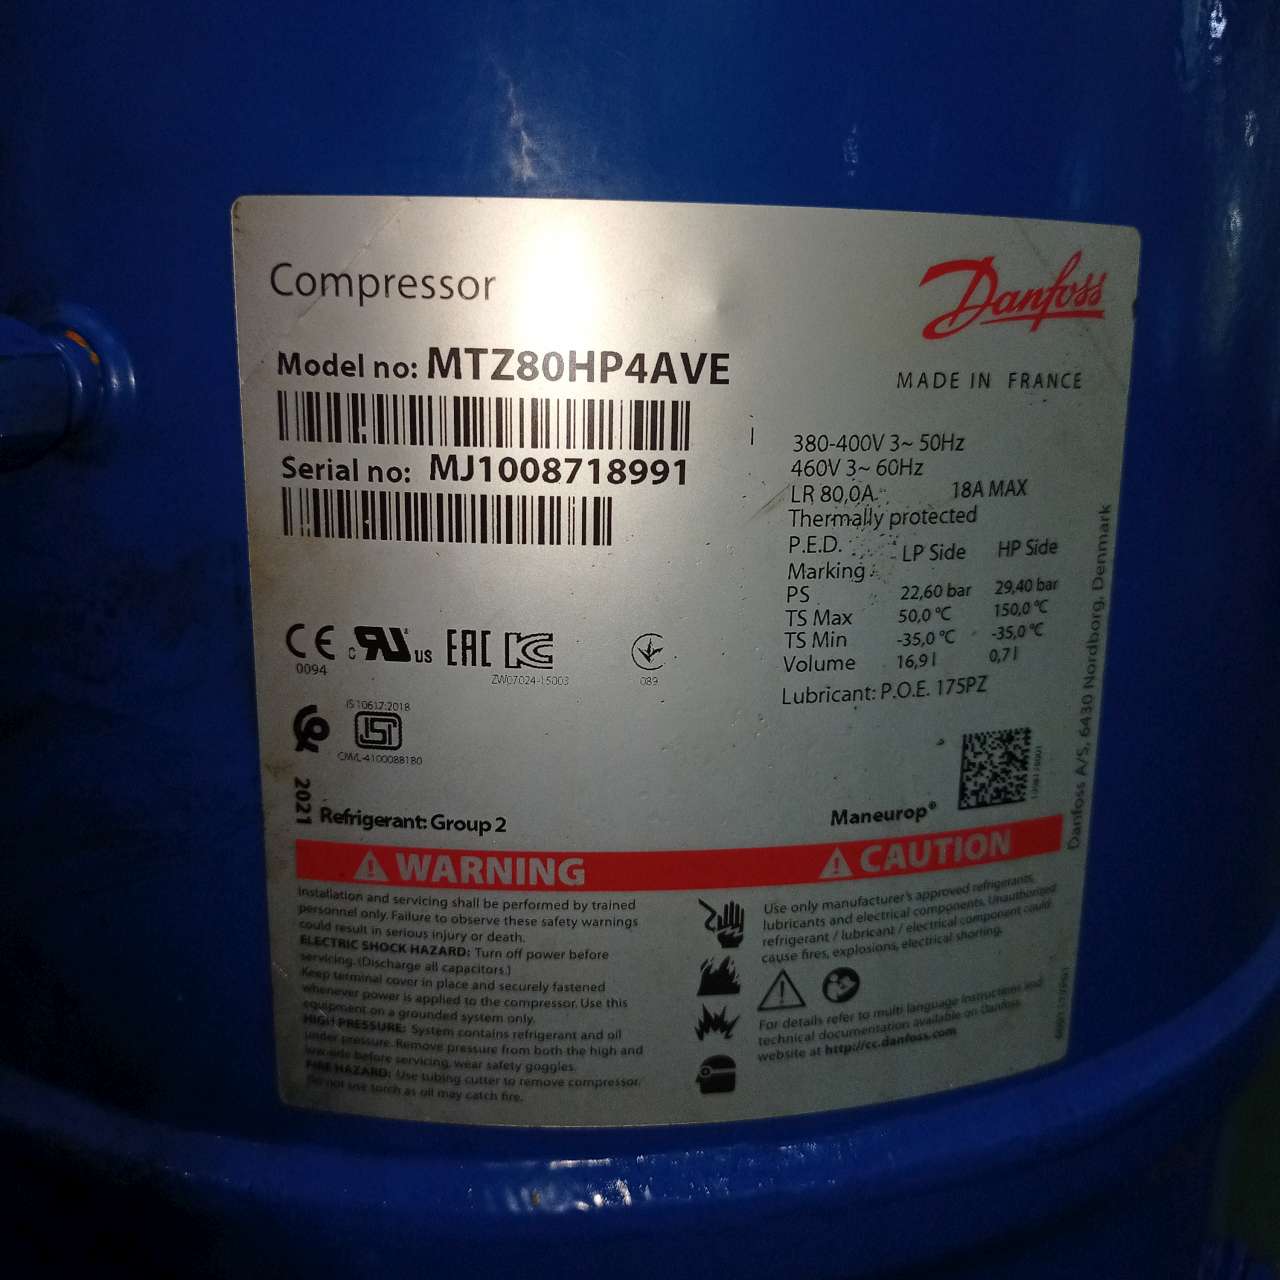 Compressor
Danfoss
Model no: MTZ80HP4AVE
MADE IN FRANCE
Serial no: MJ1008718991
380-400V 3~ 50Hz
460V 3~ 60Hz
LR 80,0A 18A MAX
Thermally protected
P.E.D. LP Side HP Side
Marking
PS 22,60 bar 29,40 bar
TS Max 50,0 °C 150,0 °C
TS Min -35,0 °C -35,0 °C
Volume 16,9 l 0,7 l
Lubricant: P.O.E. 175PZ
CE
0094
c RU us
EAC
KC
ZW07024-15003
089
IS 10617:2018
ISI
CM/L-4100088180
2021
Refrigerant: Group 2
Maneurop®
Danfoss A/S, 6430 Nordborg, Denmark
WARNING
Installation and servicing shall be performed by trained
personnel only. Failure to observe these safety warnings
could result in serious injury or death.
ELECTRIC SHOCK HAZARD: Turn off power before
servicing. (Discharge all capacitors.)
Keep terminal cover in place and securely fastened
whenever power is applied to the compressor. Use this
equipment on a grounded system only.
HIGH PRESSURE: System contains refrigerant and oil
under pressure. Remove pressure from both the high and
low side before servicing, wear safety goggles.
FIRE HAZARD: Use tubing cutter to remove compressor.
Do not use torch as oil may catch fire.
CAUTION
Use only manufacturer's approved refrigerants,
lubricants and electrical components. Unauthorized
refrigerant / lubricant / electrical component could
cause fires, explosions, electrical shorting.
For details refer to multi language instructions and
technical documentation available on Danfoss
website at http://cc.danfoss.com